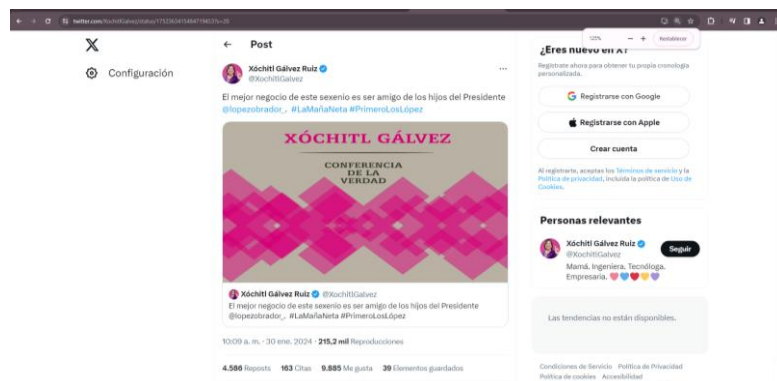 X
Configuración
← Post
Xóchitl Gálvez Ruiz
@XochitlGalvez
El mejor negocio de este sexenio es ser amigo de los hijos del Presidente
@lopezobrador_. #LaMañaNeta #PrimeroLosLópez
XÓCHITL GÁLVEZ
CONFERENCIA
DE LA
VERDAD
Xóchitl Gálvez Ruiz @XochitlGalvez
El mejor negocio de este sexenio es ser amigo de los hijos del Presidente
@lopezobrador_. #LaMañaNeta #PrimeroLosLópez
10:09 a. m. · 30 ene. 2024 · 215,2 mil Reproducciones
4.586 Reposts 163 Citas 9.885 Me gusta 39 Elementos guardados
125% − + Restablecer
¿Eres nuevo en X?
Regístrate ahora para obtener tu propia cronología
personalizada.
Registrarse con Google
Registrarse con Apple
Crear cuenta
Al registrarte, aceptas los Términos de servicio y la
Política de privacidad, incluida la política de Uso de
Cookies.
Personas relevantes
Xóchitl Gálvez Ruiz
@XochitlGalvez
Seguir
Mamá. Ingeniera. Tecnóloga.
Empresaria.
Las tendencias no están disponibles.
Condiciones de Servicio Política de Privacidad
Política de cookies Accesibilidad